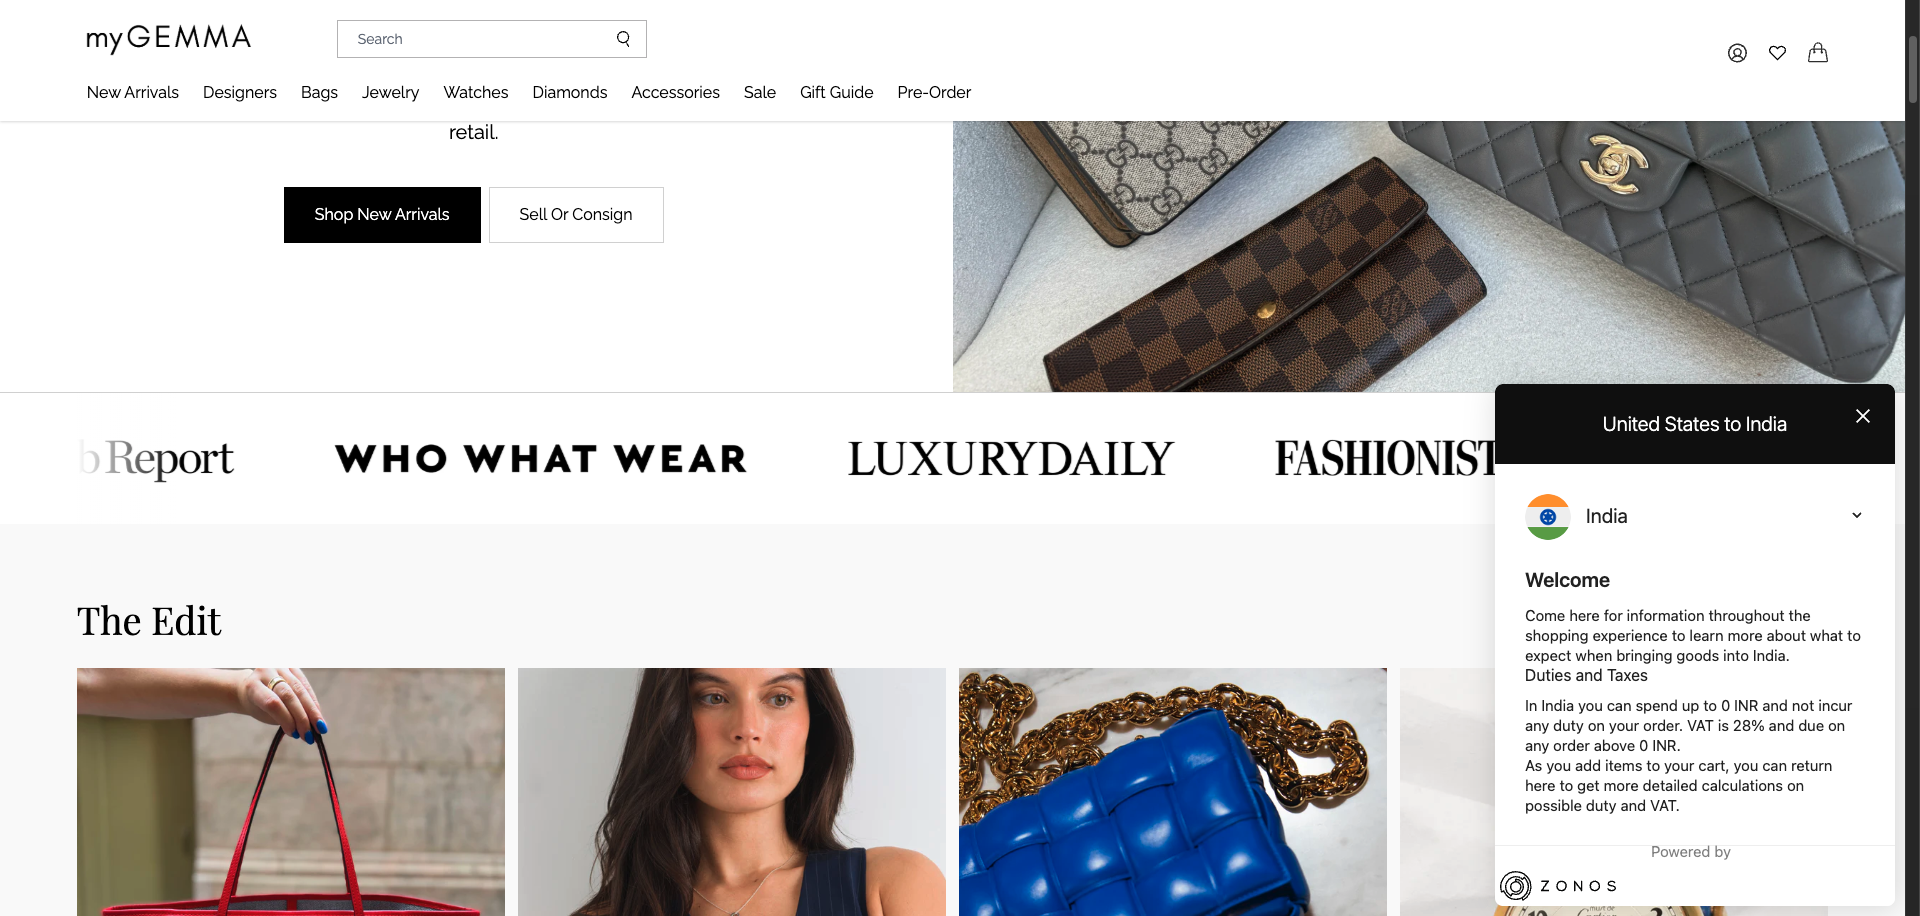 myGEMMA
Search
New Arrivals
Designers
Bags
Jewelry
Watches
Diamonds
Accessories
Sale
Gift Guide
Pre-Order
retail.
Shop New Arrivals
Sell Or Consign
b Report
WHO WHAT WEAR
LUXURYDAILY
FASHIONIST
The Edit
United States to India
India
Welcome
Come here for information throughout the
shopping experience to learn more about what to
expect when bringing goods into India.
Duties and Taxes
In India you can spend up to 0 INR and not incur
any duty on your order. VAT is 28% and due on
any order above 0 INR.
As you add items to your cart, you can return
here to get more detailed calculations on
possible duty and VAT.
Powered by
ZONOS